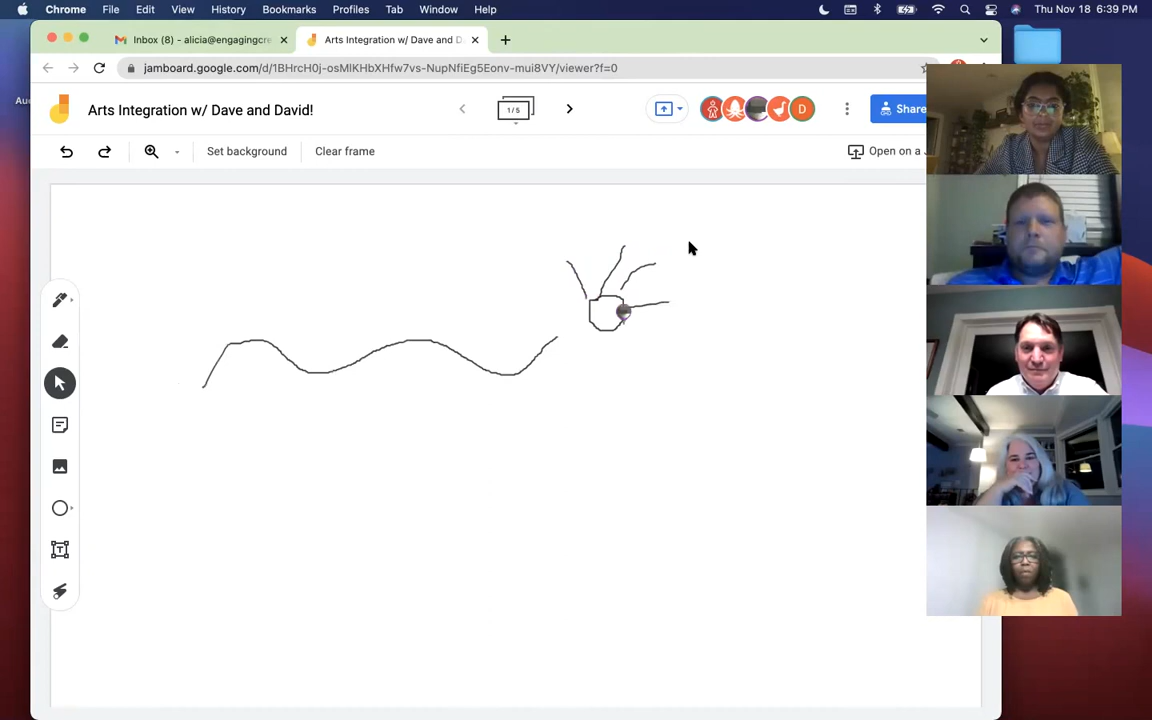 Chrome File Edit View History Bookmarks Profiles Tab Window Help Thu Nov 18 6:39 PM
Inbox (8) - alicia@engagingcre
Arts Integration w/ Dave and D
jamboard.google.com/d/1BHrcH0j-osMlKHbXHfw7vs-NupNfiEg5Eonv-mui8VY/viewer?f=0
Arts Integration w/ Dave and David!
1/5
D
Share
Set background
Clear frame
Open on a